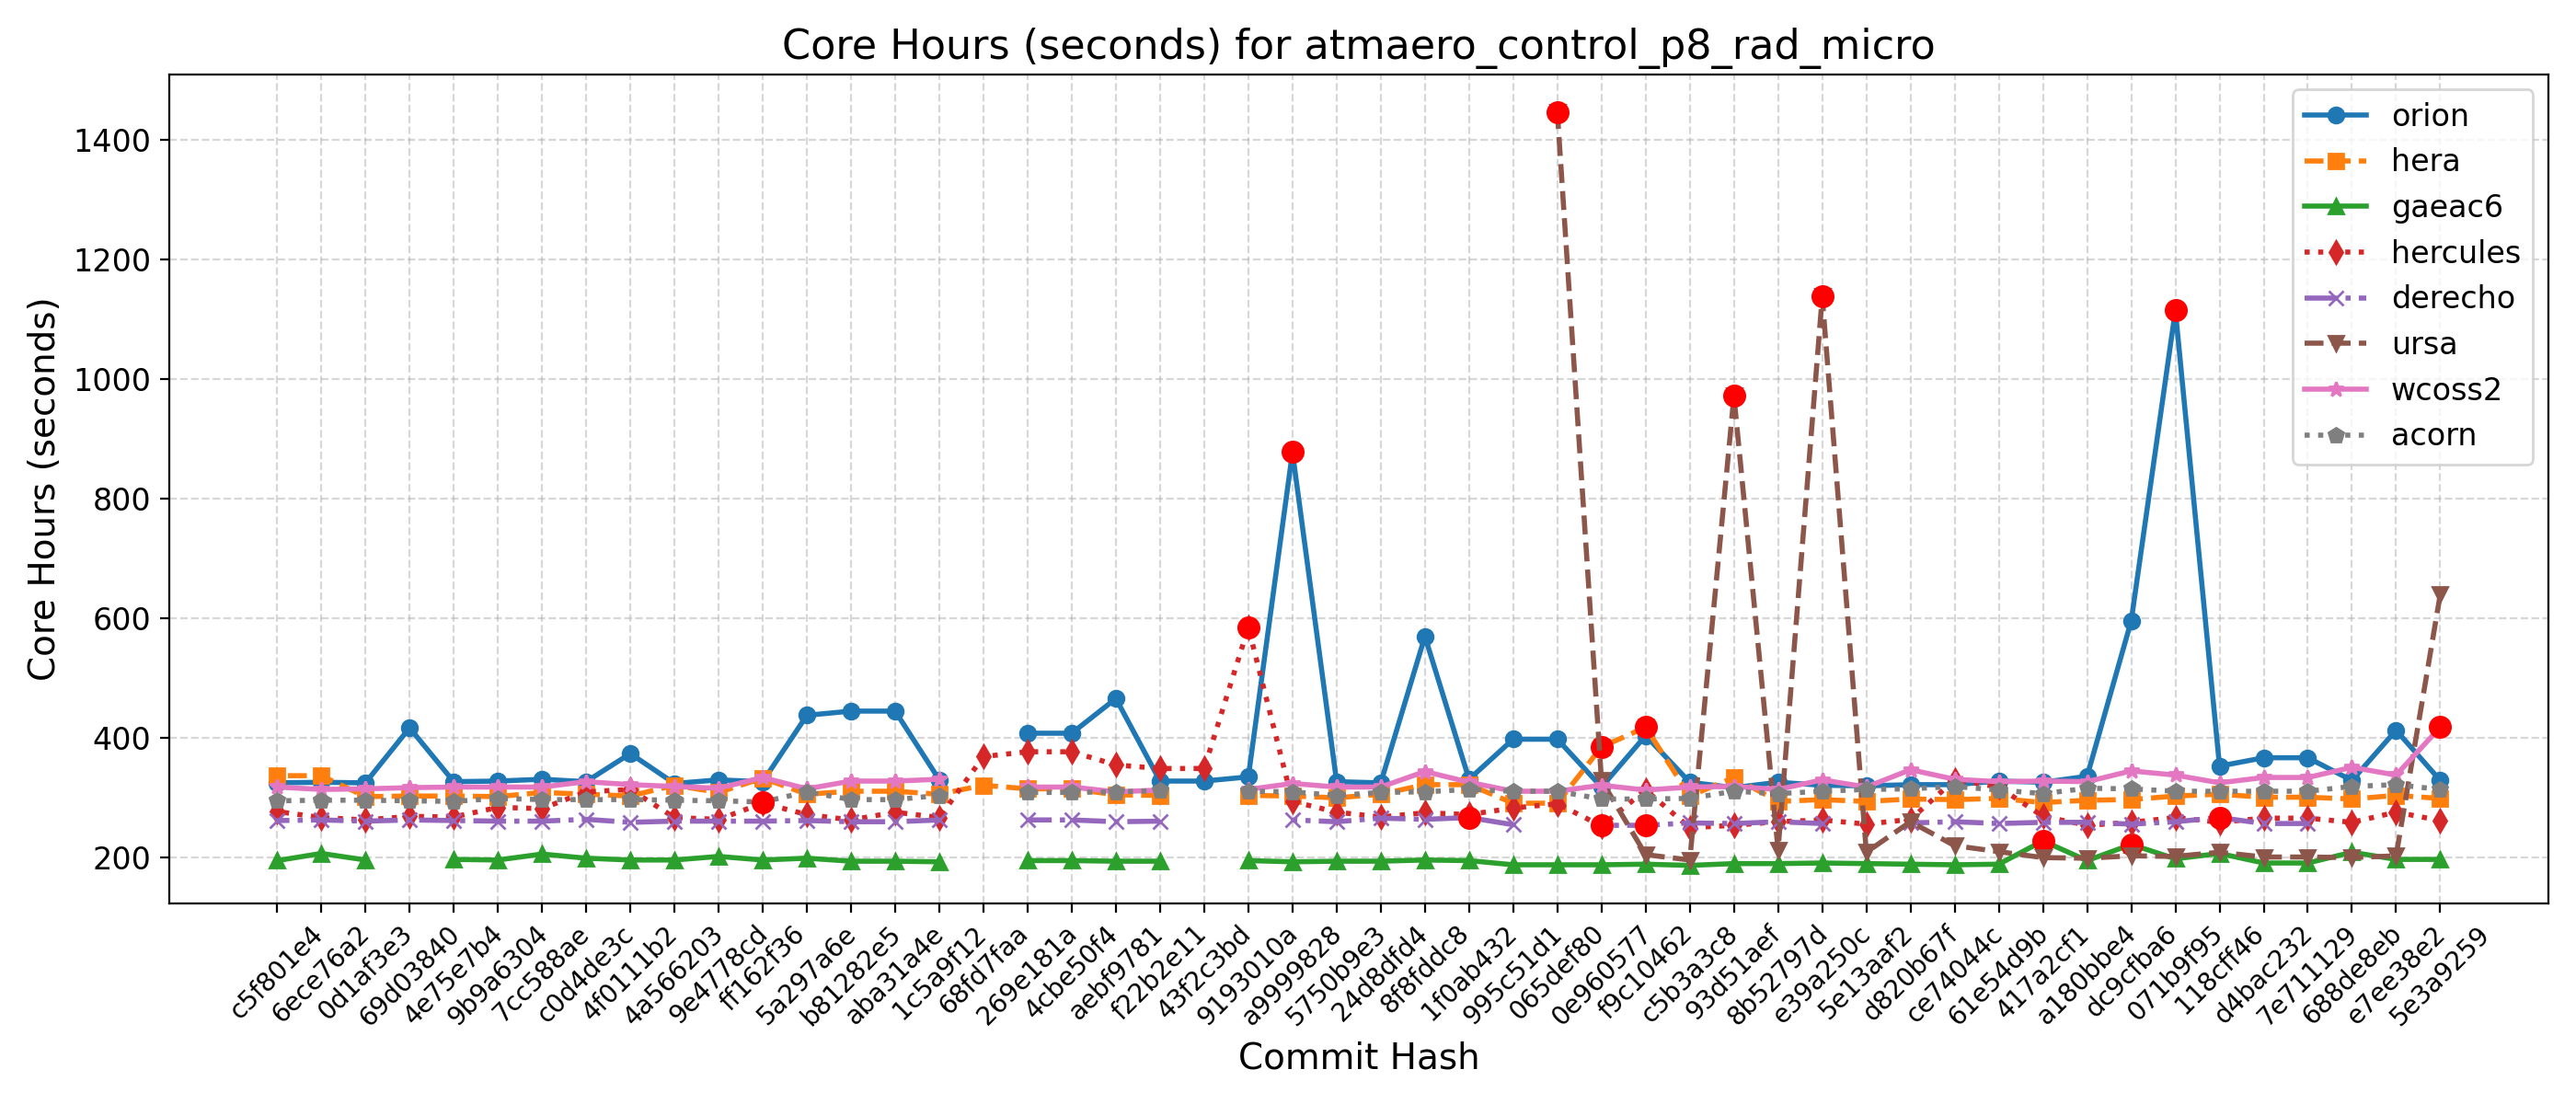 Core Hours (seconds) for atmaero_control_p8_rad_micro
Core Hours (seconds)
1400
1200
1000
800
600
400
200
orion
hera
gaeac6
hercules
derecho
ursa
wcoss2
acorn
c5f801e4
6ece76a2
0d1af3e3
69d03840
4e75e7b4
9b9a6304
7cc588ae
c0d4de3c
4f0111b2
4a566203
9e4778cd
ff162f36
5a297a6e
b81282e5
aba31a4e
1c5a9f12
68fd7faa
269e181a
4cbe50f4
aebf9781
f22b2e11
43f2c3bd
9193010a
a9999828
5750b9e3
24d8dfd4
8f8fddc8
1f0ab432
995c51d1
065def80
0e960577
f9c10462
c5b3a3c8
93d51aef
8b52797d
e39a250c
5e13aaf2
d820b67f
ce74044c
61e54d9b
417a2cf1
a180bbe4
dc9cfba6
071b9f95
118cff46
d4bac232
7e711129
688de8eb
e7ee38e2
5e3a9259
Commit Hash